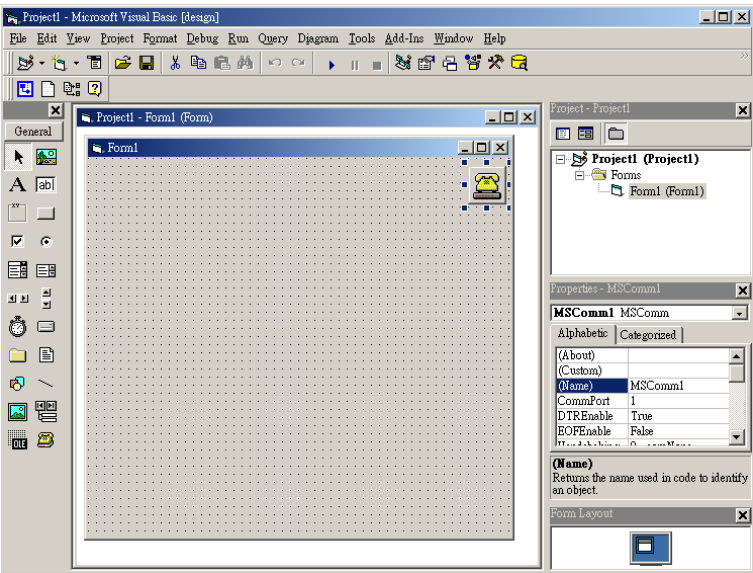 Project1 - Microsoft Visual Basic [design]
File Edit View Project Format Debug Run Query Diagram Tools Add-Ins Window Help
General
A ab|
xv
OLE
Project1 - Form1 (Form)
Form1
Project - Project1
Project1 (Project1)
Forms
Form1 (Form1)
Properties - MSComm1
MSComm1 MSComm
Alphabetic Categorized
(About)
(Custom)
(Name) MSComm1
CommPort 1
DTREnable True
EOFEnable False
(Name)
Returns the name used in code to identify
an object.
Form Layout